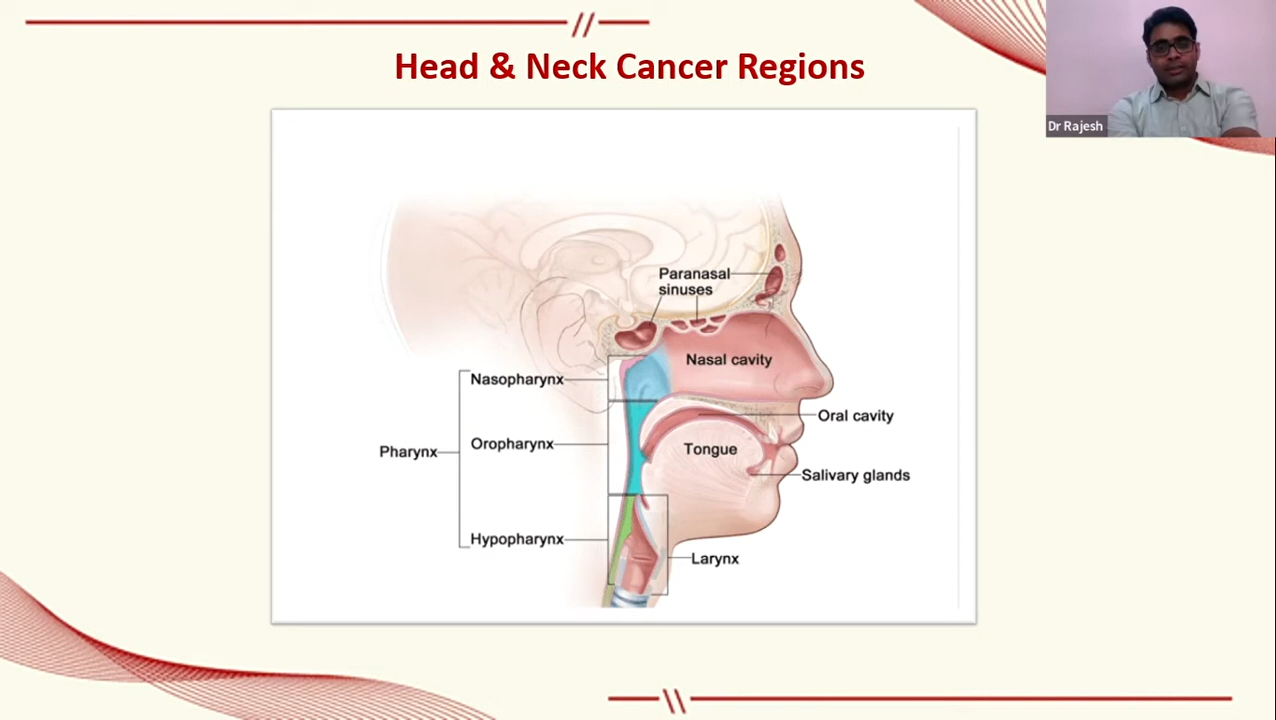 Head & Neck Cancer Regions
Dr Rajesh
Paranasal
sinuses
Nasal cavity
Nasopharynx
Oral cavity
Oropharynx
Tongue
Pharynx
Salivary glands
Hypopharynx
Larynx